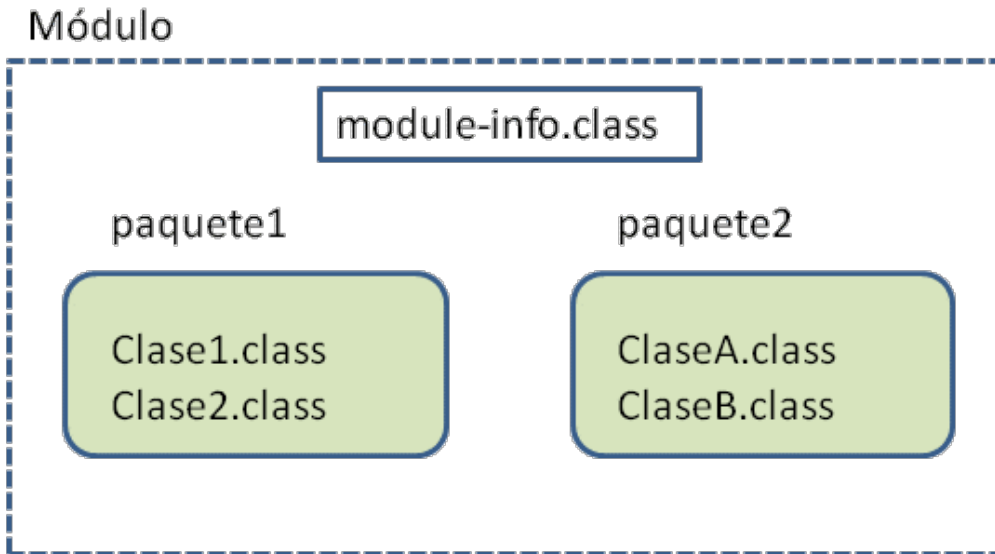 Módulo
module-info.class
paquete1
paquete2
Clase1.class
Clase2.class
ClaseA.class
ClaseB.class